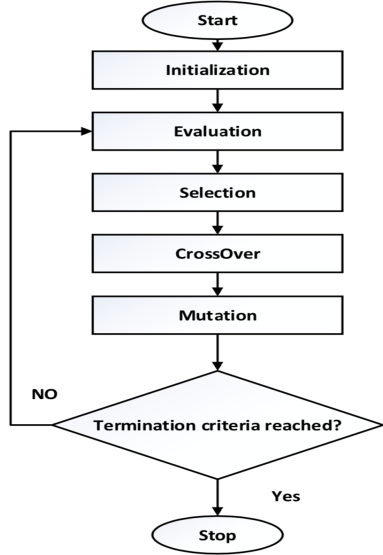 Start
Initialization
Evaluation
Selection
CrossOver
Mutation
NO
Termination criteria reached?
Yes
Stop